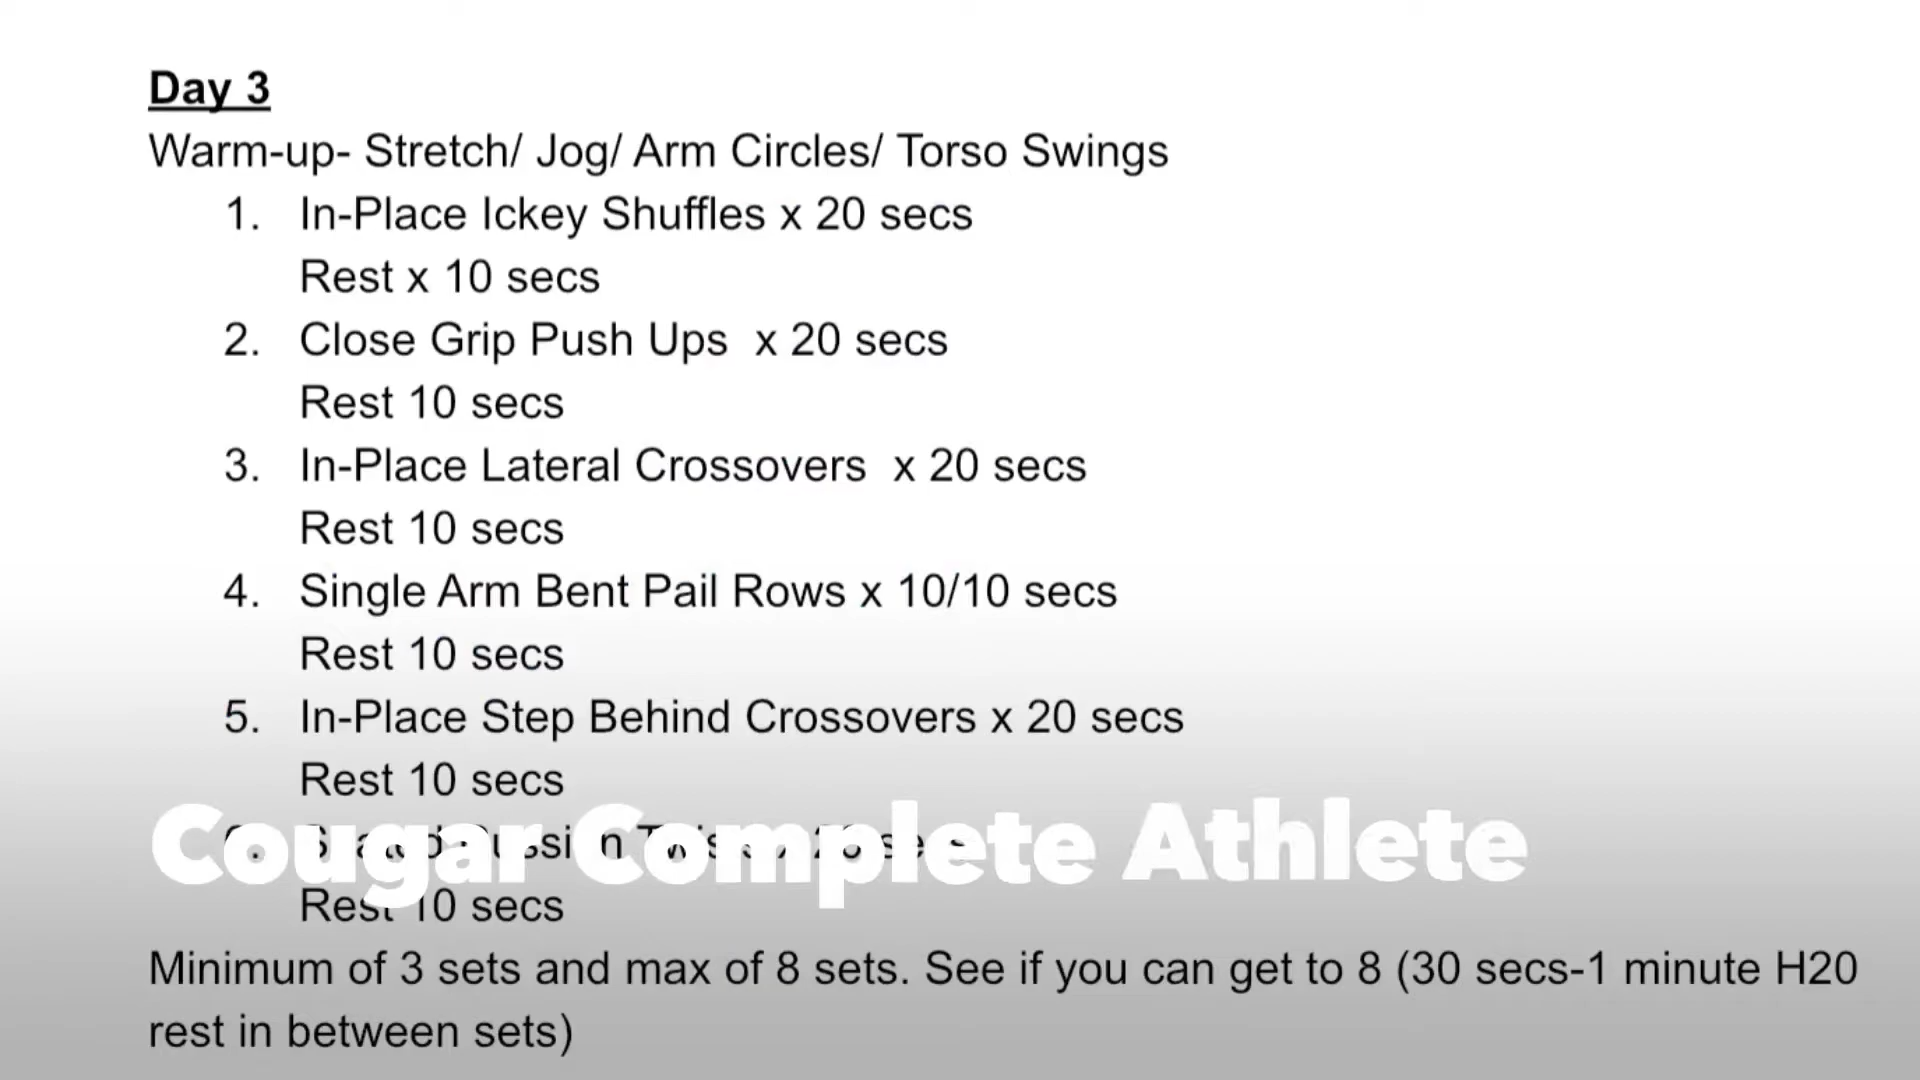 Day 3
Warm-up- Stretch/ Jog/ Arm Circles/ Torso Swings
1. In-Place Ickey Shuffles x 20 secs
Rest x 10 secs
2. Close Grip Push Ups x 20 secs
Rest 10 secs
3. In-Place Lateral Crossovers x 20 secs
Rest 10 secs
4. Single Arm Bent Pail Rows x 10/10 secs
Rest 10 secs
5. In-Place Step Behind Crossovers x 20 secs
Rest 10 secs
Cougar Complete Athlete
Rest 10 secs
Minimum of 3 sets and max of 8 sets. See if you can get to 8 (30 secs-1 minute H20
rest in between sets)